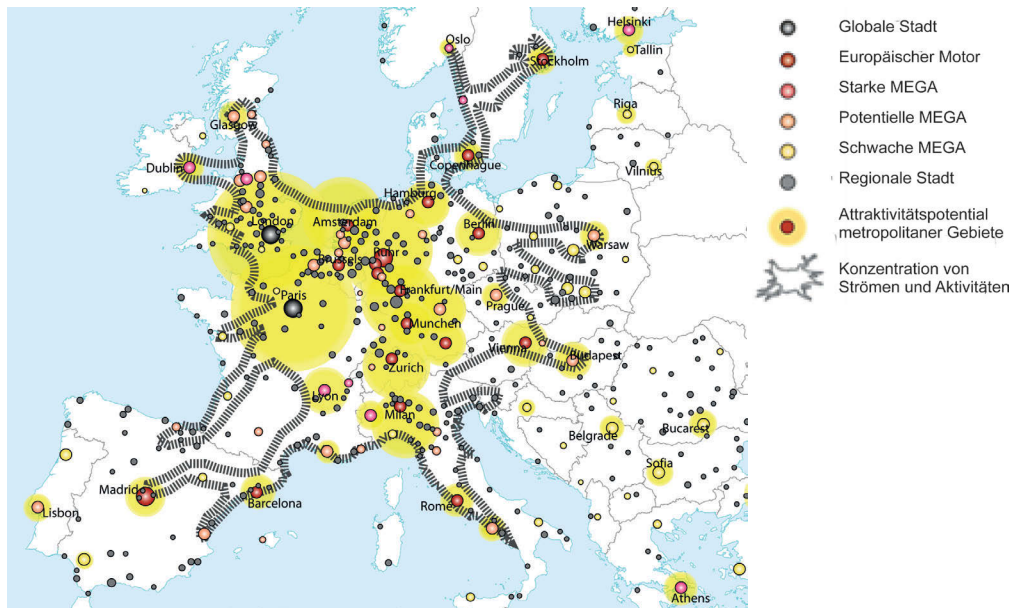 Oslo
Helsinki
Tallin
Stockholm
Riga
Glasgow
Dublin
Copenhague
Vilnius
Hamburg
London
Amsterdam
Berlin
Warsaw
Brussels
Ruhr
Paris
Frankfurt/Main
Prague
Munchen
Vienna
Budapest
Zurich
Lyon
Milan
Belgrade
Bucarest
Sofia
Madrid
Barcelona
Rome
Lisbon
Athens
Globale Stadt
Europäischer Motor
Starke MEGA
Potentielle MEGA
Schwache MEGA
Regionale Stadt
Attraktivitätspotential
metropolitaner Gebiete
Konzentration von
Strömen und Aktivitäten